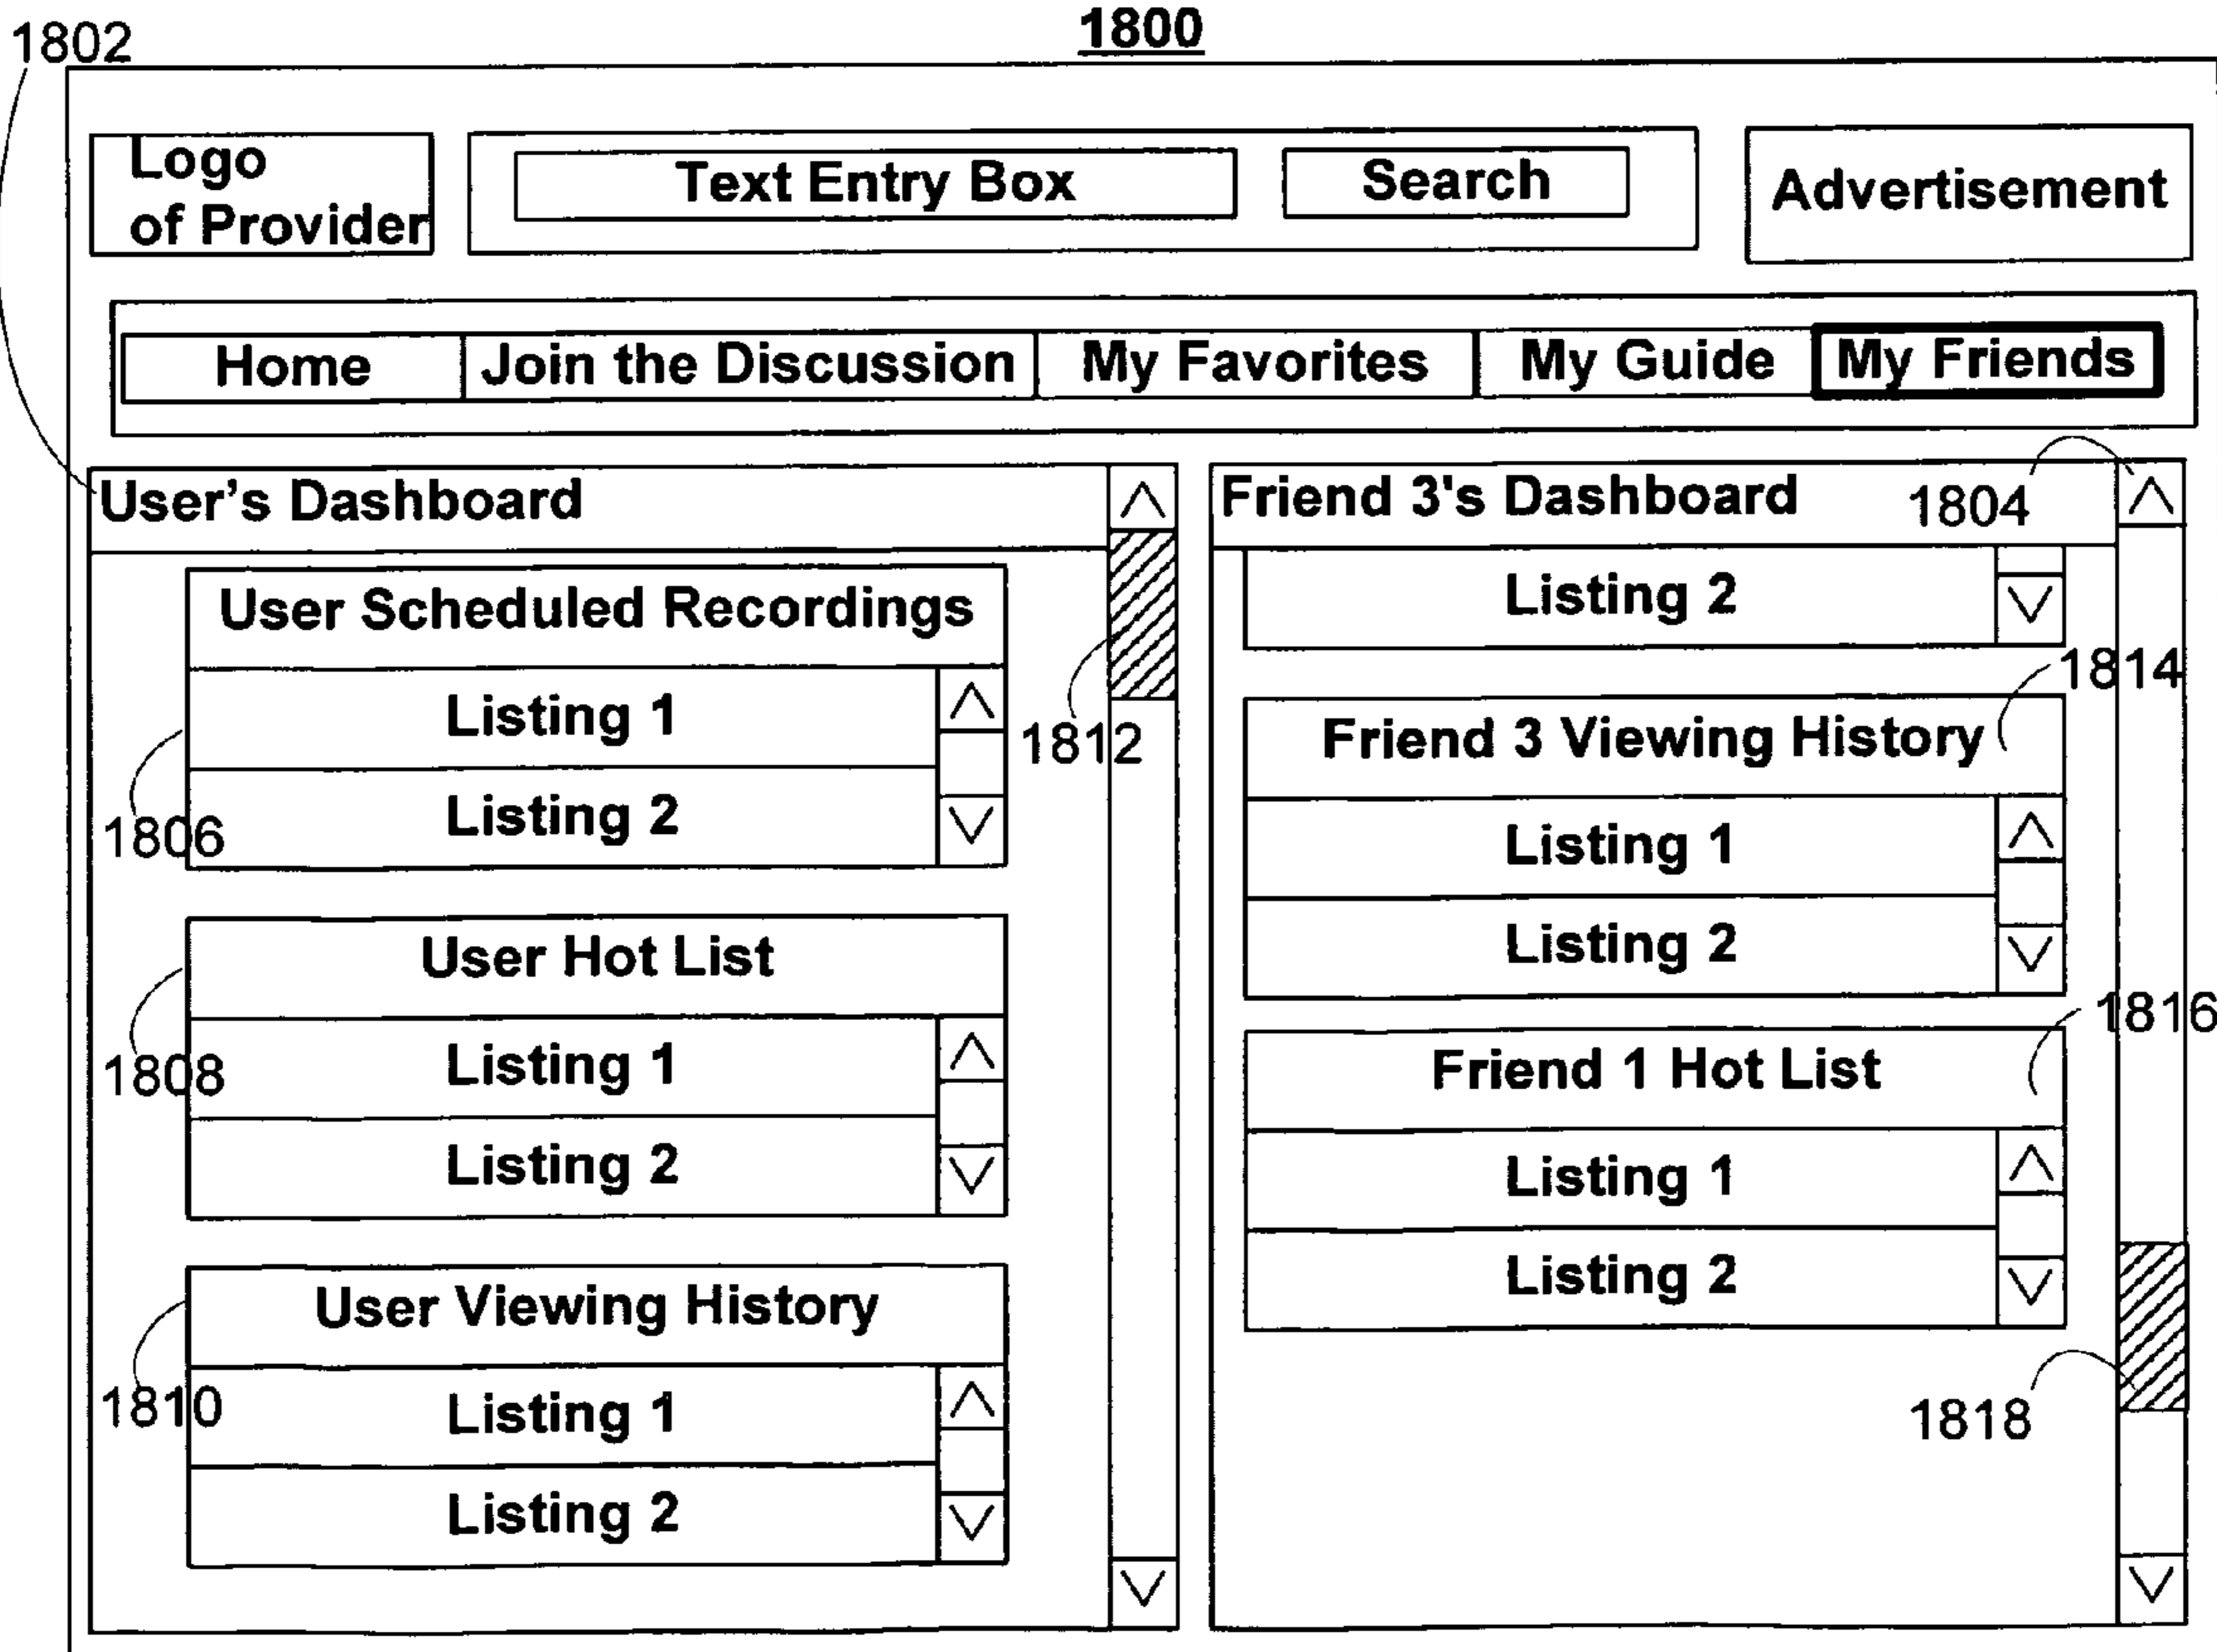 1800
1802
Logo
of Provider
Text Entry Box
Search
Advertisement
Home
Join the Discussion
My Favorites
My Guide
My Friends
User's Dashboard
User Scheduled Recordings
Listing 1
Listing 2
1806
1812
User Hot List
Listing 1
Listing 2
1808
User Viewing History
Listing 1
Listing 2
1810
Friend 3's Dashboard
1804
Listing 2
1814
Friend 3 Viewing History
Listing 1
Listing 2
1816
Friend 1 Hot List
Listing 1
Listing 2
1818